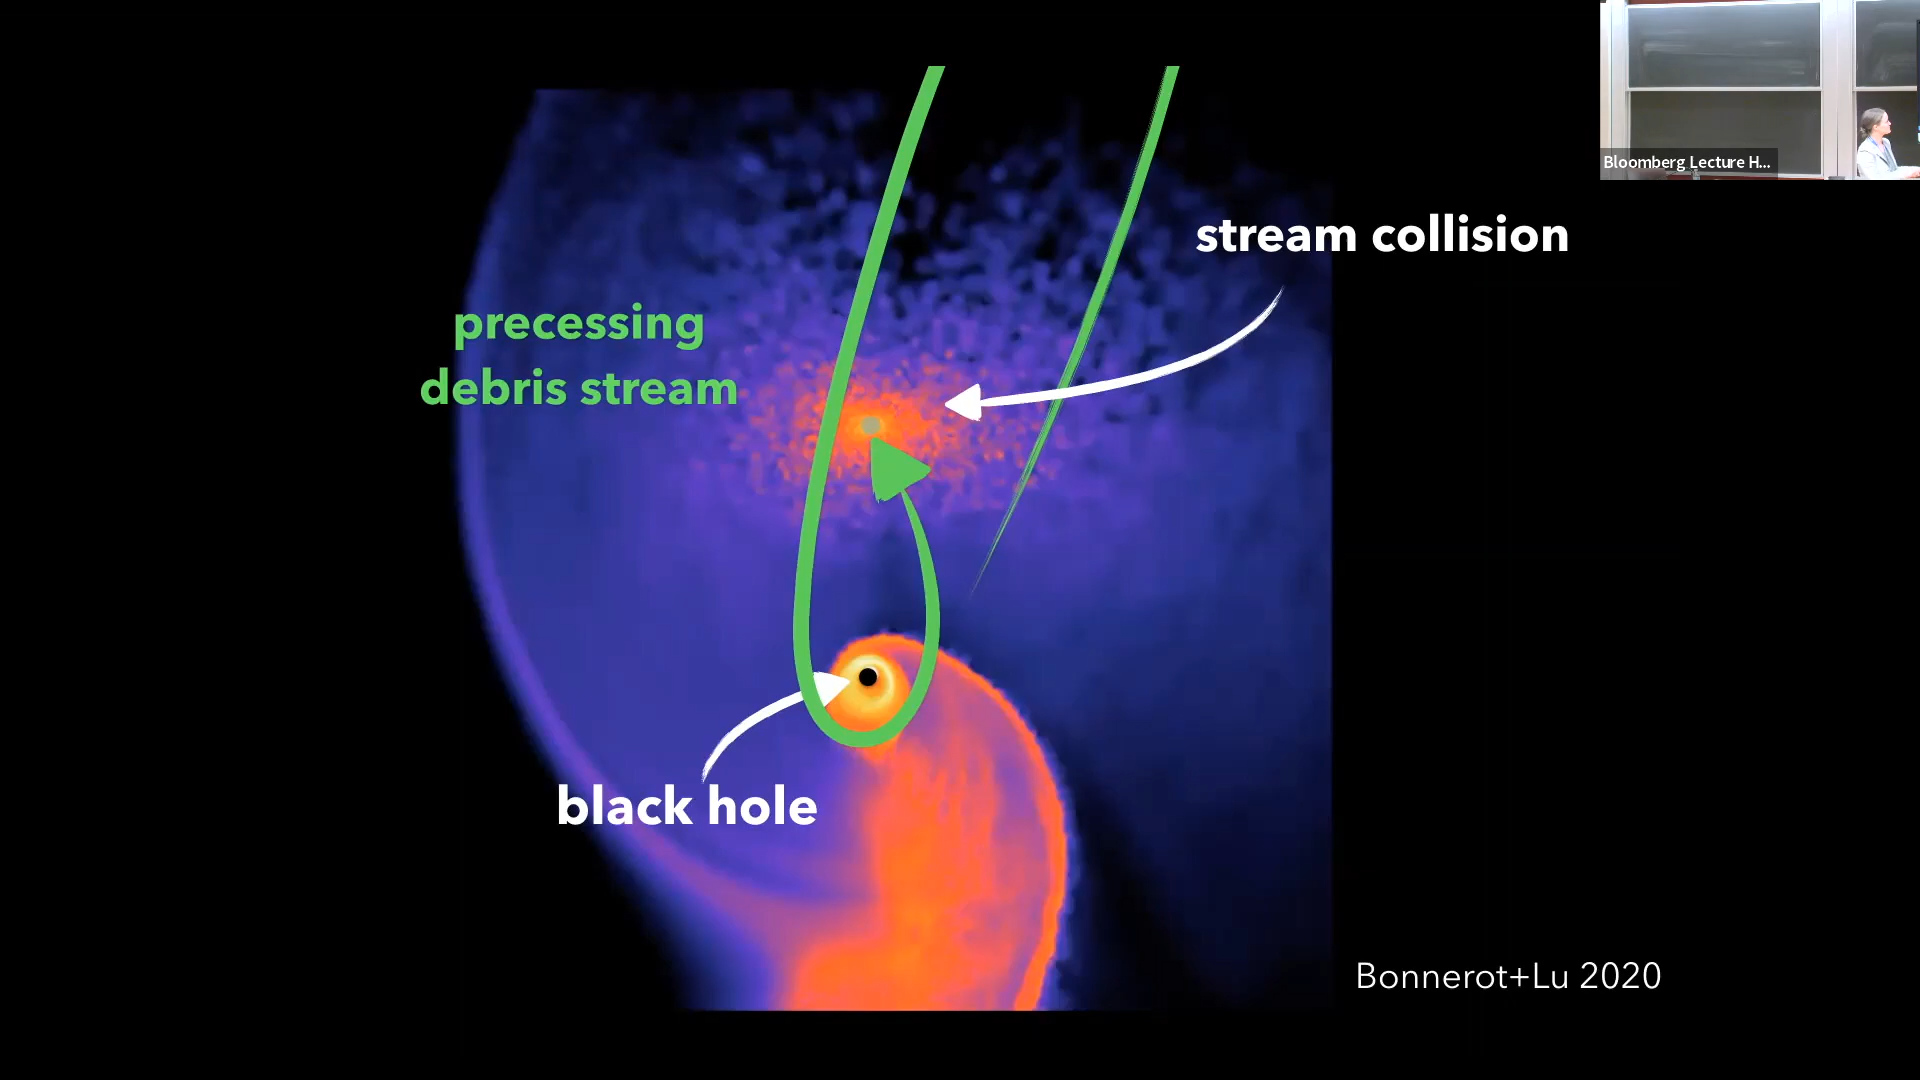 Bloomberg Lecture H...
stream collision
precessing
debris stream
black hole
Bonnerot+Lu 2020